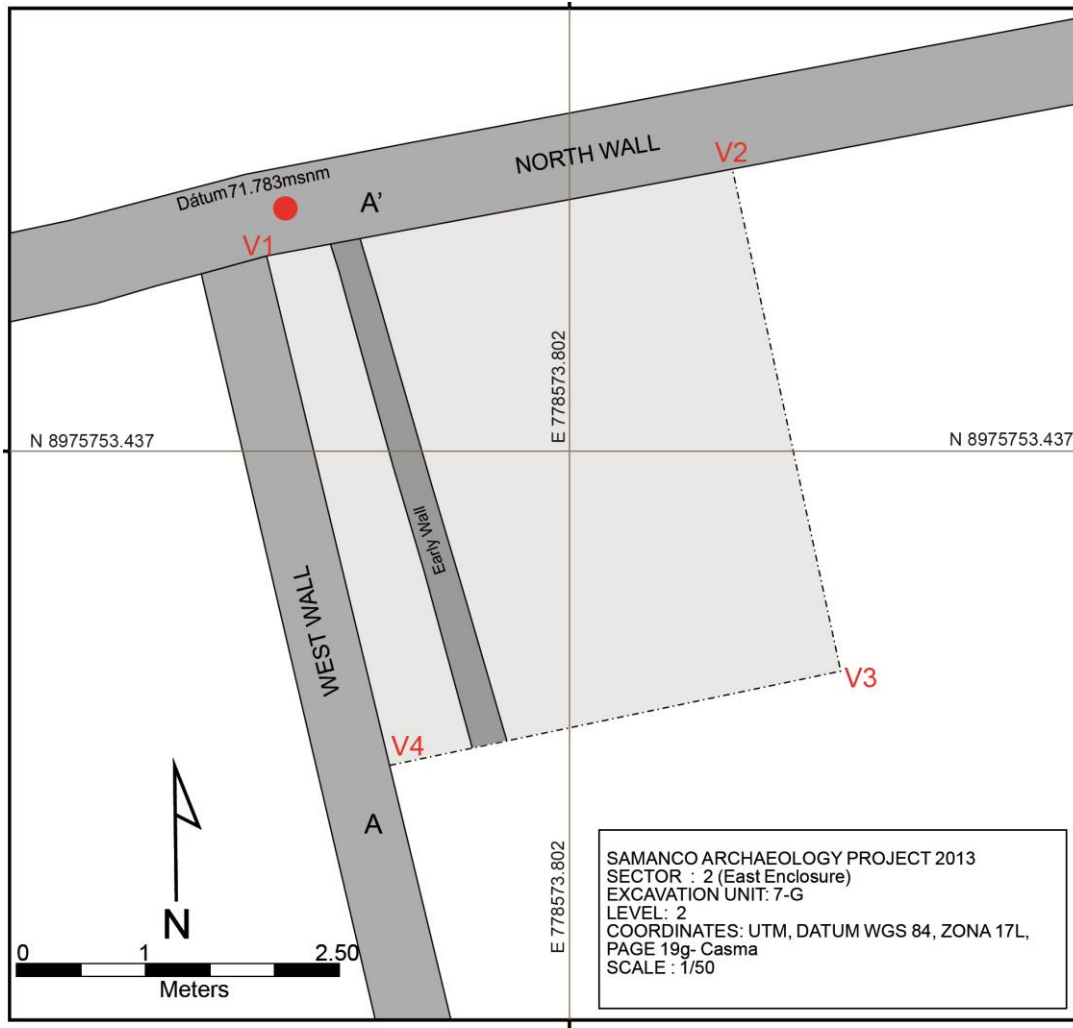 NORTH WALL
V2
Dátum71.783msnm
A’
V1
E 778573.802
N 8975753.437
N 8975753.437
Early Wall
WEST WALL
V3
V4
A
E 778573.802
N
0 1 2.50
Meters
SAMANCO ARCHAEOLOGY PROJECT 2013
SECTOR : 2 (East Enclosure)
EXCAVATION UNIT: 7-G
LEVEL: 2
COORDINATES: UTM, DATUM WGS 84, ZONA 17L,
PAGE 19g- Casma
SCALE : 1/50